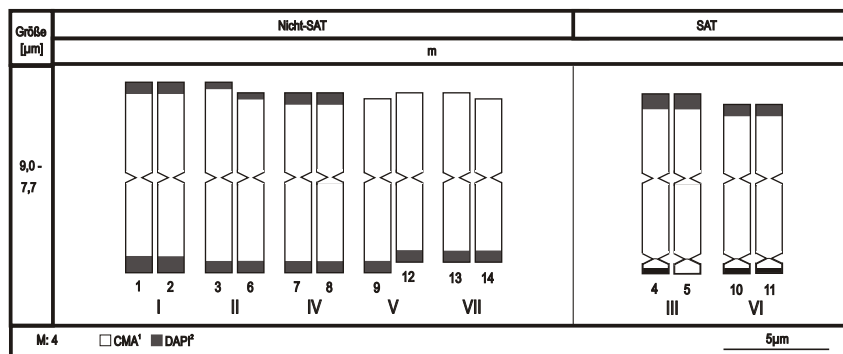 Größe
[µm]
Nicht-SAT
SAT
m
9,0 -
7,7
1 2 3 6 7 8 9 12 13 14 4 5 10 11
I II IV V VII III VI
M: 4 CMA¹ DAPI² 5µm